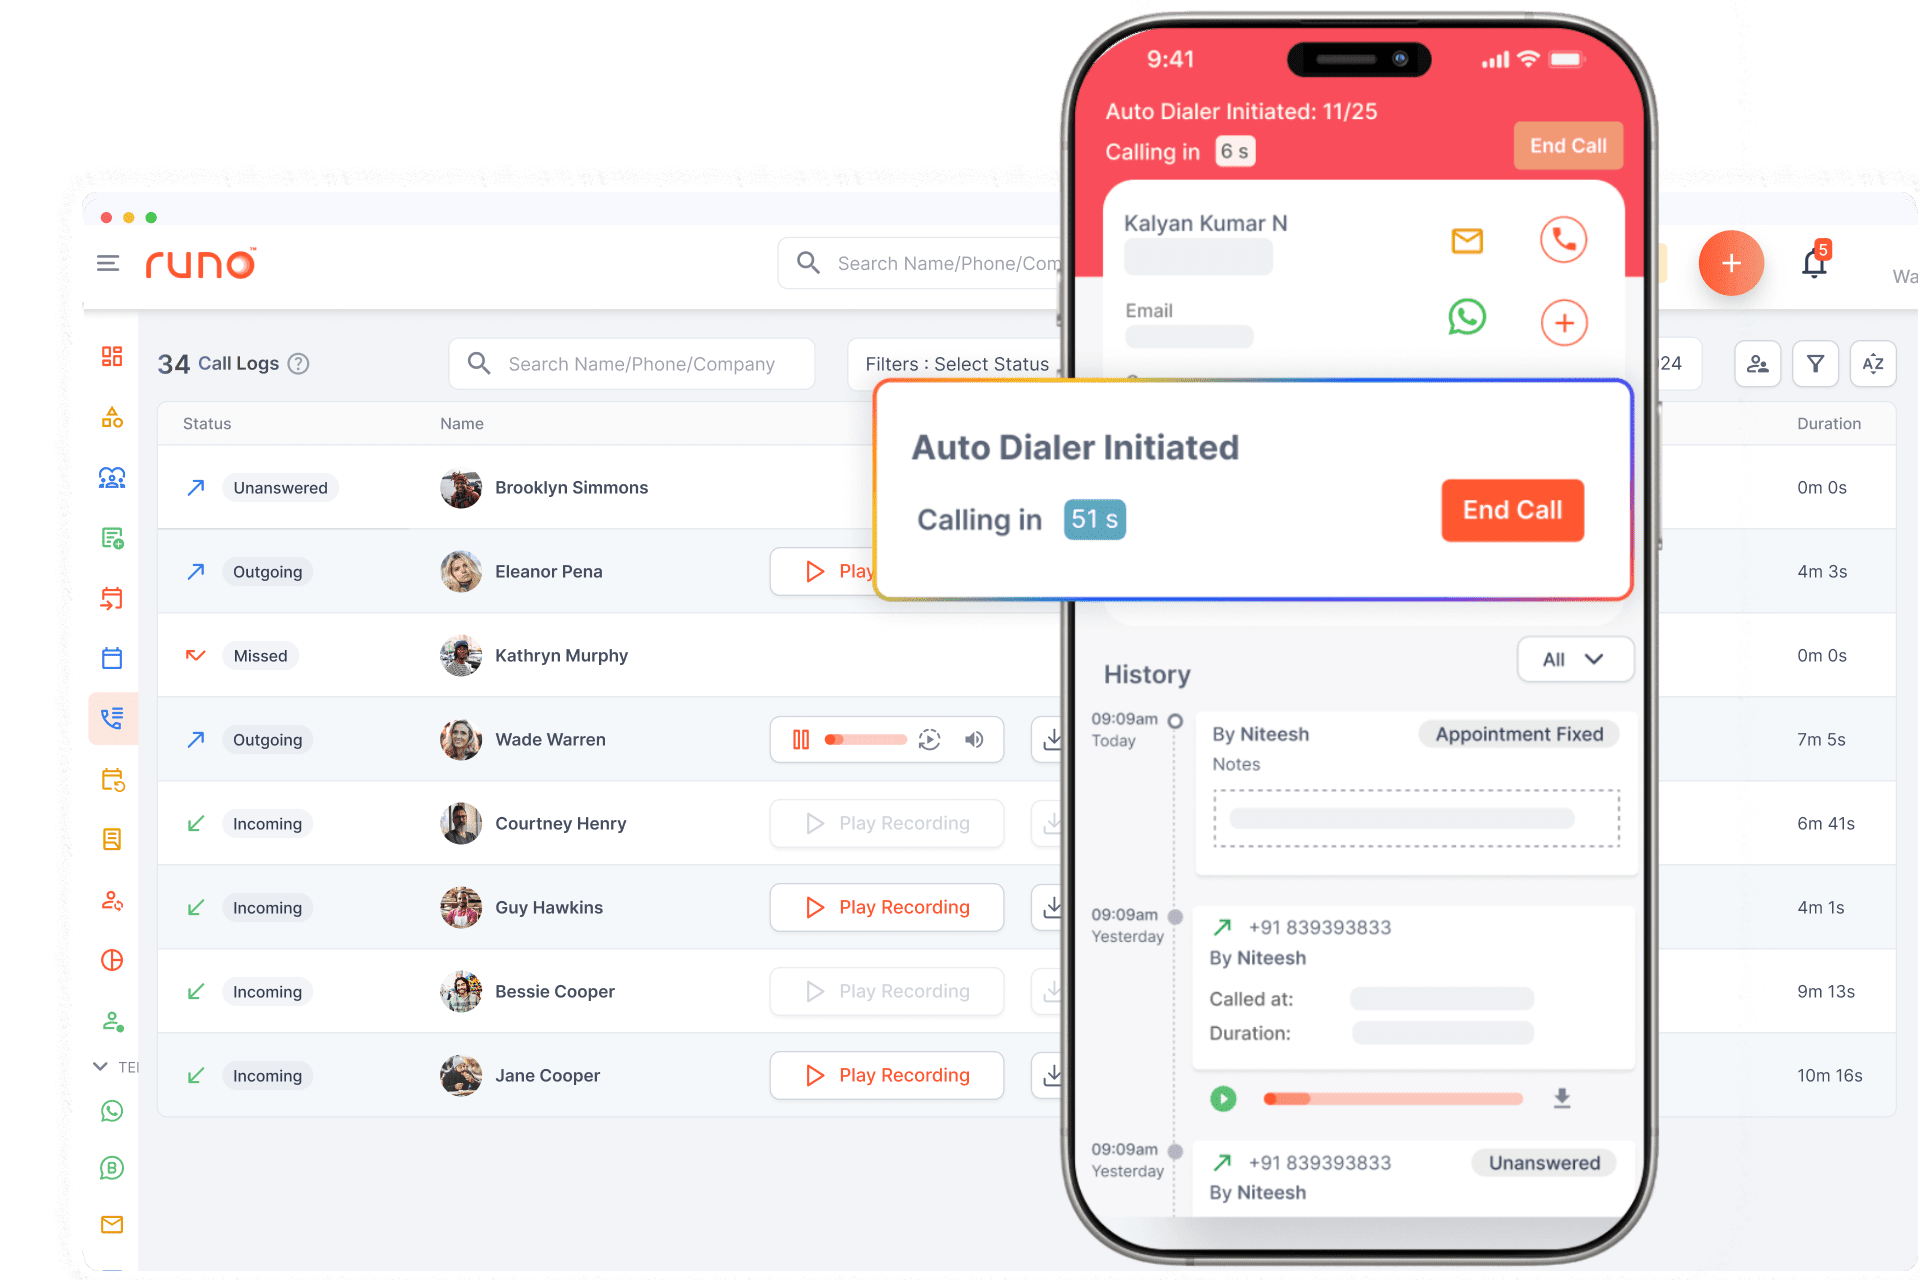 9:41
Auto Dialer Initiated: 11/25
Calling in 6 s
End Call
runo™
Search Name/Phone/Com
Kalyan Kumar N
Email
5
Wa
34 Call Logs ?
Search Name/Phone/Company
Filters : Select Status
24
AZ
Status Name Duration
Auto Dialer Initiated
Calling in 51 s
End Call
Unanswered Brooklyn Simmons 0m 0s
Outgoing Eleanor Pena Play 4m 3s
Missed Kathryn Murphy 0m 0s
Outgoing Wade Warren 7m 5s
Incoming Courtney Henry Play Recording 6m 41s
Incoming Guy Hawkins Play Recording 4m 1s
Incoming Bessie Cooper Play Recording 9m 13s
Incoming Jane Cooper Play Recording 10m 16s
TE
B
History
All
09:09am
Today
By Niteesh
Appointment Fixed
Notes
09:09am
Yesterday
+91 839393833
By Niteesh
Called at:
Duration:
09:09am
Yesterday
+91 839393833
Unanswered
By Niteesh